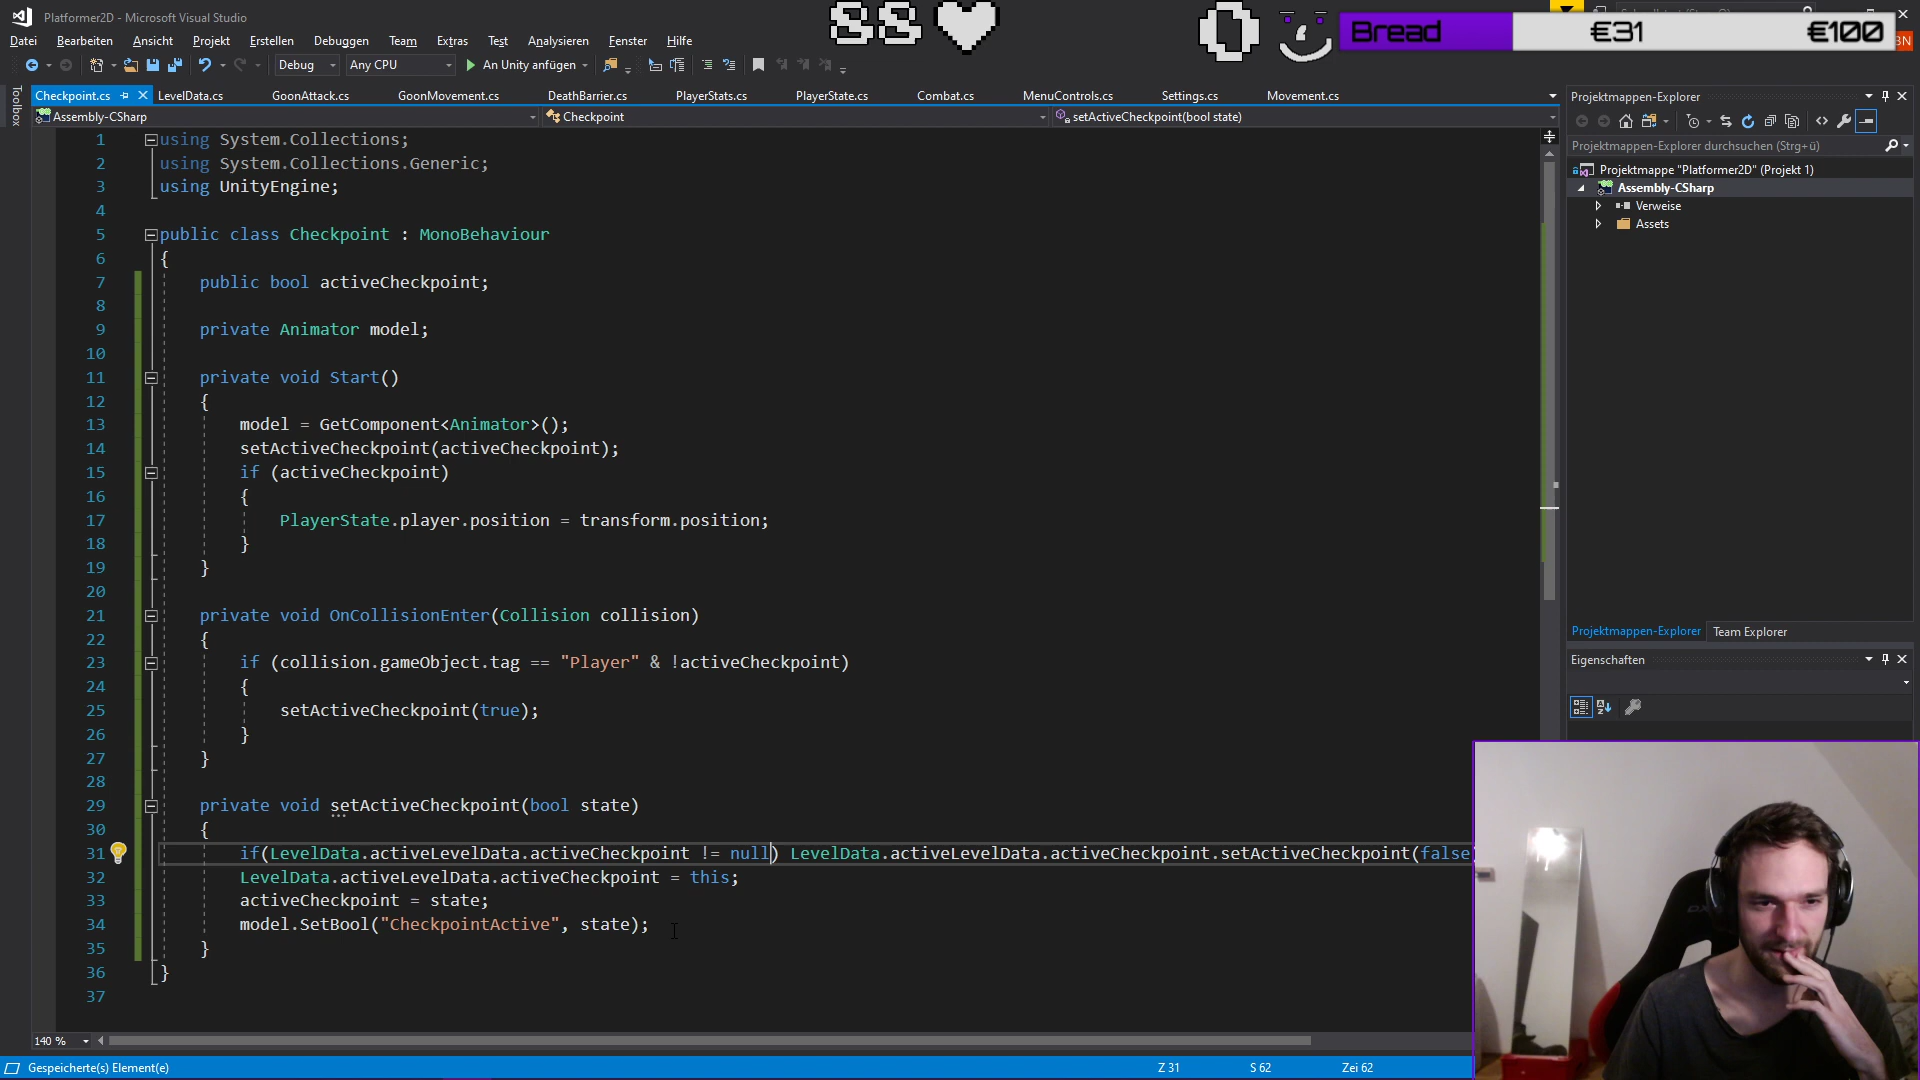 Platformer2D - Microsoft Visual Studio
88
0
Bread
€31
€100
Datei
Bearbeiten
Ansicht
Projekt
Erstellen
Debuggen
Team
Extras
Test
Analysieren
Fenster
Hilfe
Debug
Any CPU
An Unity anfügen
Toolbox
Checkpoint.cs
LevelData.cs
GoonAttack.cs
GoonMovement.cs
DeathBarrier.cs
PlayerStats.cs
PlayerState.cs
Combat.cs
MenuControls.cs
Settings.cs
Movement.cs
Assembly-CSharp
Checkpoint
setActiveCheckpoint(bool state)
1 using System.Collections;
2 using System.Collections.Generic;
3 using UnityEngine;
4
5 public class Checkpoint : MonoBehaviour
6 {
7 public bool activeCheckpoint;
8
9 private Animator model;
10
11 private void Start()
12 {
13 model = GetComponent<Animator>();
14 setActiveCheckpoint(activeCheckpoint);
15 if (activeCheckpoint)
16 {
17 PlayerState.player.position = transform.position;
18 }
19 }
20
21 private void OnCollisionEnter(Collision collision)
22 {
23 if (collision.gameObject.tag == "Player" & !activeCheckpoint)
24 {
25 setActiveCheckpoint(true);
26 }
27 }
28
29 private void setActiveCheckpoint(bool state)
30 {
31 if(LevelData.activeLevelData.activeCheckpoint != null) LevelData.activeLevelData.activeCheckpoint.setActiveCheckpoint(false
32 LevelData.activeLevelData.activeCheckpoint = this;
33 activeCheckpoint = state;
34 model.SetBool("CheckpointActive", state);
35 }
36 }
37
140 %
Gespeicherte(s) Element(e)
Z 31
S 62
Zei 62
Projektmappen-Explorer
Projektmappen-Explorer durchsuchen (Strg+ü)
Projektmappe "Platformer2D" (Projekt 1)
Assembly-CSharp
Verweise
Assets
Projektmappen-Explorer
Team Explorer
Eigenschaften